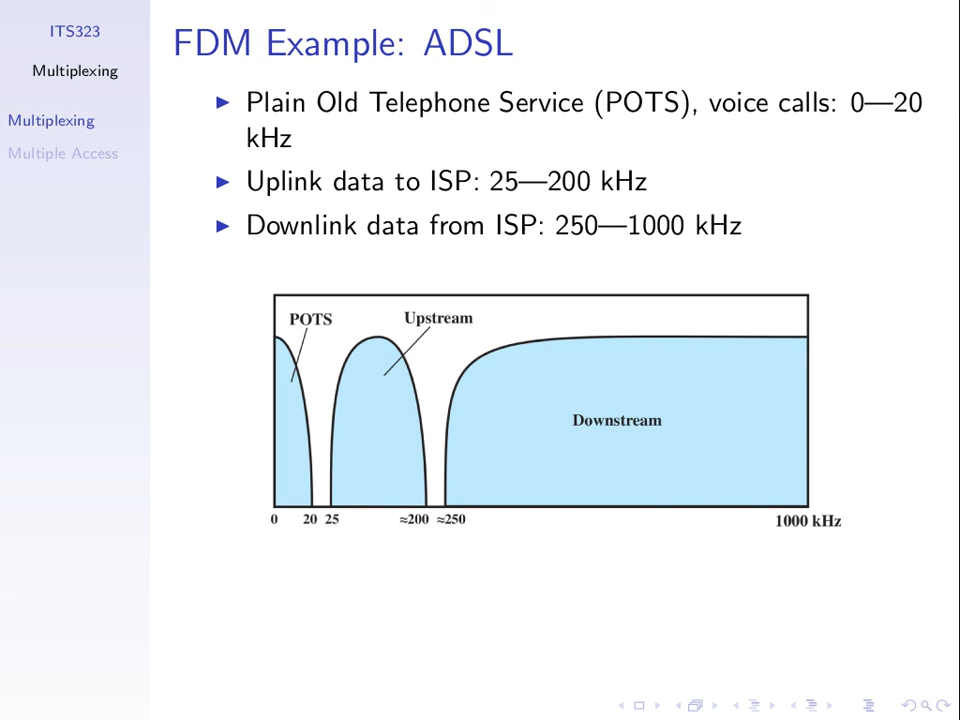 ITS323
Multiplexing
Multiplexing
Multiple Access
FDM Example: ADSL
Plain Old Telephone Service (POTS), voice calls: 0—20
kHz
Uplink data to ISP: 25—200 kHz
Downlink data from ISP: 250—1000 kHz
POTS
Upstream
Downstream
0 20 25 ≈200 ≈250 1000 kHz